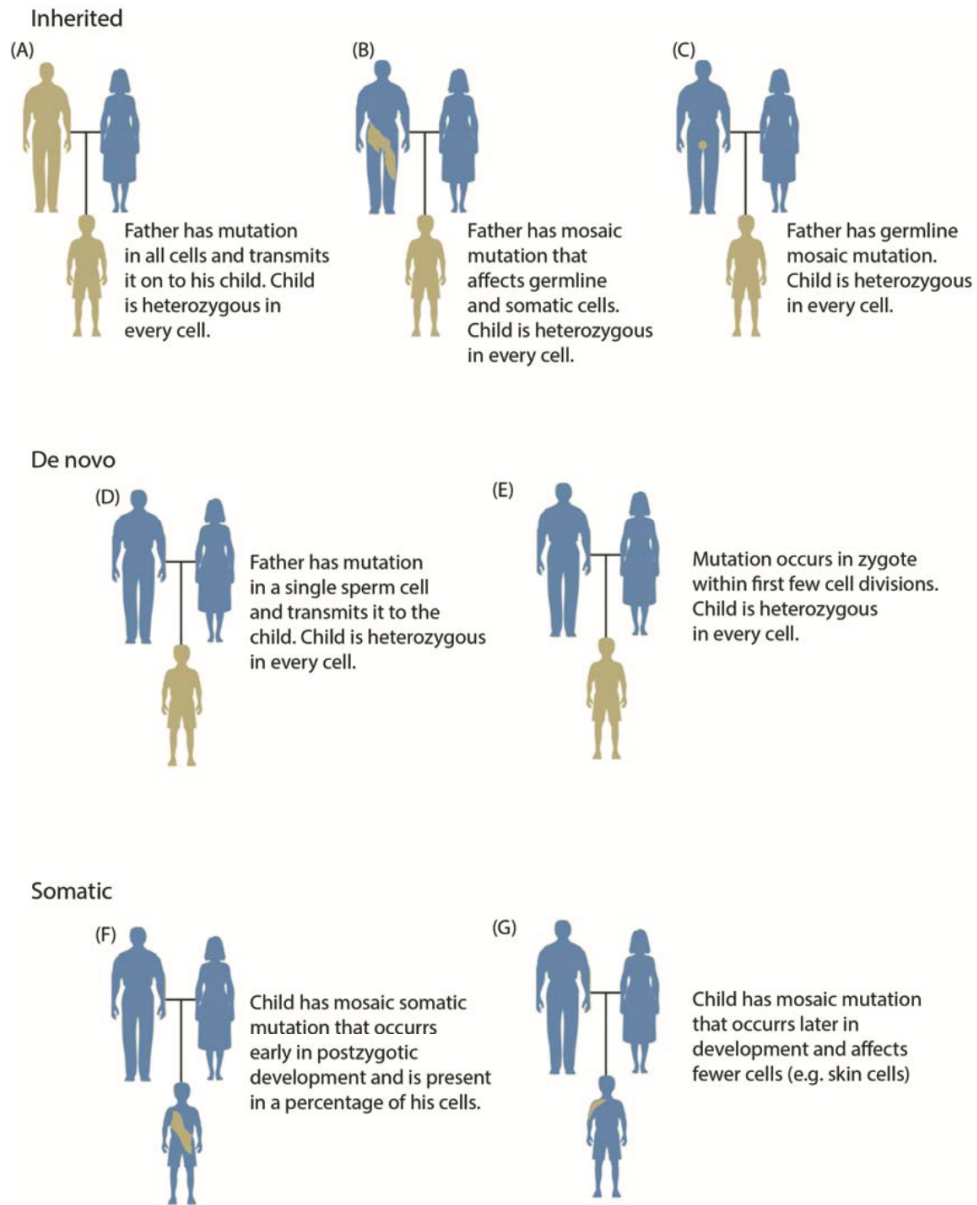 Inherited
(A)
Father has mutation
in all cells and transmits
it on to his child. Child
is heterozygous in
every cell.
(B)
Father has mosaic
mutation that
affects germline
and somatic cells.
Child is heterozygous
in every cell.
(C)
Father has germline
mosaic mutation.
Child is heterozygous
in every cell.
De novo
(D)
Father has mutation
in a single sperm cell
and transmits it to the
child. Child is heterozygous
in every cell.
(E)
Mutation occurs in zygote
within first few cell divisions.
Child is heterozygous
in every cell.
Somatic
(F)
Child has mosaic somatic
mutation that occurrs
early in postzygotic
development and is present
in a percentage of his cells.
(G)
Child has mosaic mutation
that occurrs later in
development and affects
fewer cells (e.g. skin cells)